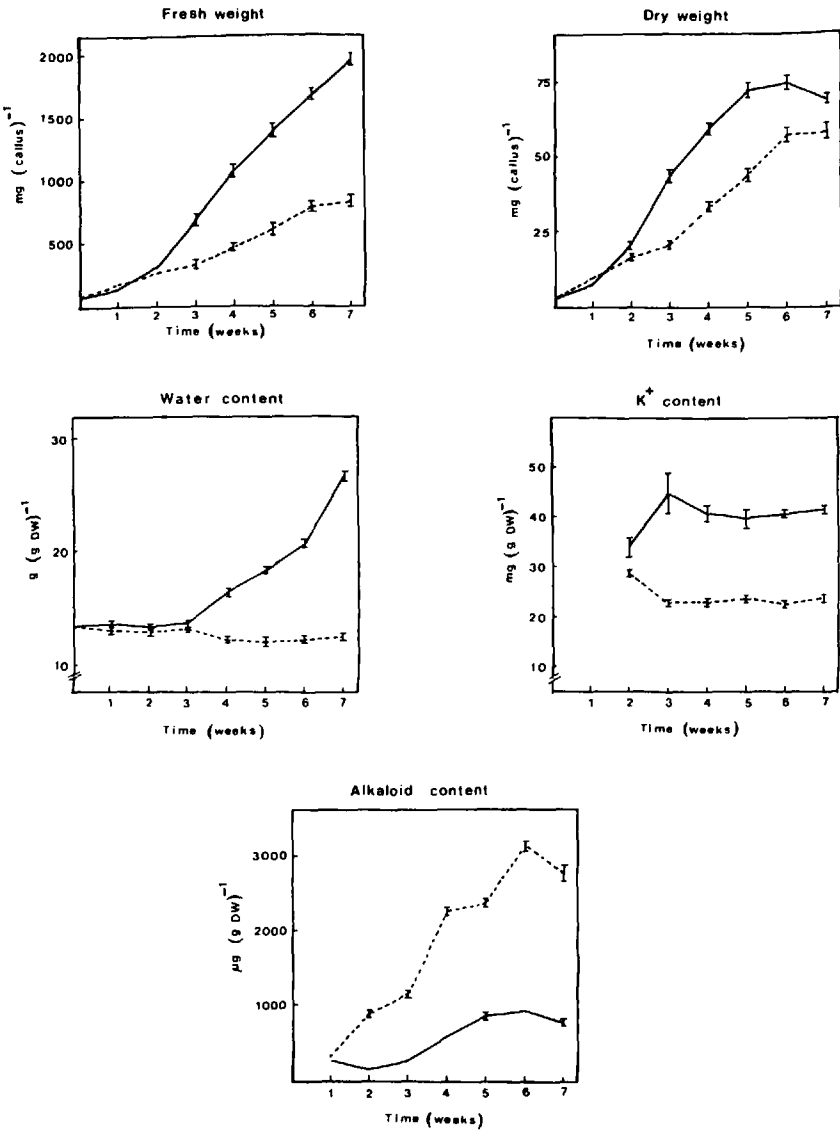 Fresh weight
mg (callus)⁻¹
2000
1500
1000
500
1 2 3 4 5 6 7
Time (weeks)
Dry weight
mg (callus)⁻¹
75
50
25
1 2 3 4 5 6 7
Time (weeks)
Water content
g (g DW)⁻¹
30
20
10
1 2 3 4 5 6 7
Time (weeks)
K⁺ content
mg (g DW)⁻¹
50
40
30
20
10
1 2 3 4 5 6 7
Time (weeks)
Alkaloid content
µg (g DW)⁻¹
3000
2000
1000
1 2 3 4 5 6 7
Time (weeks)